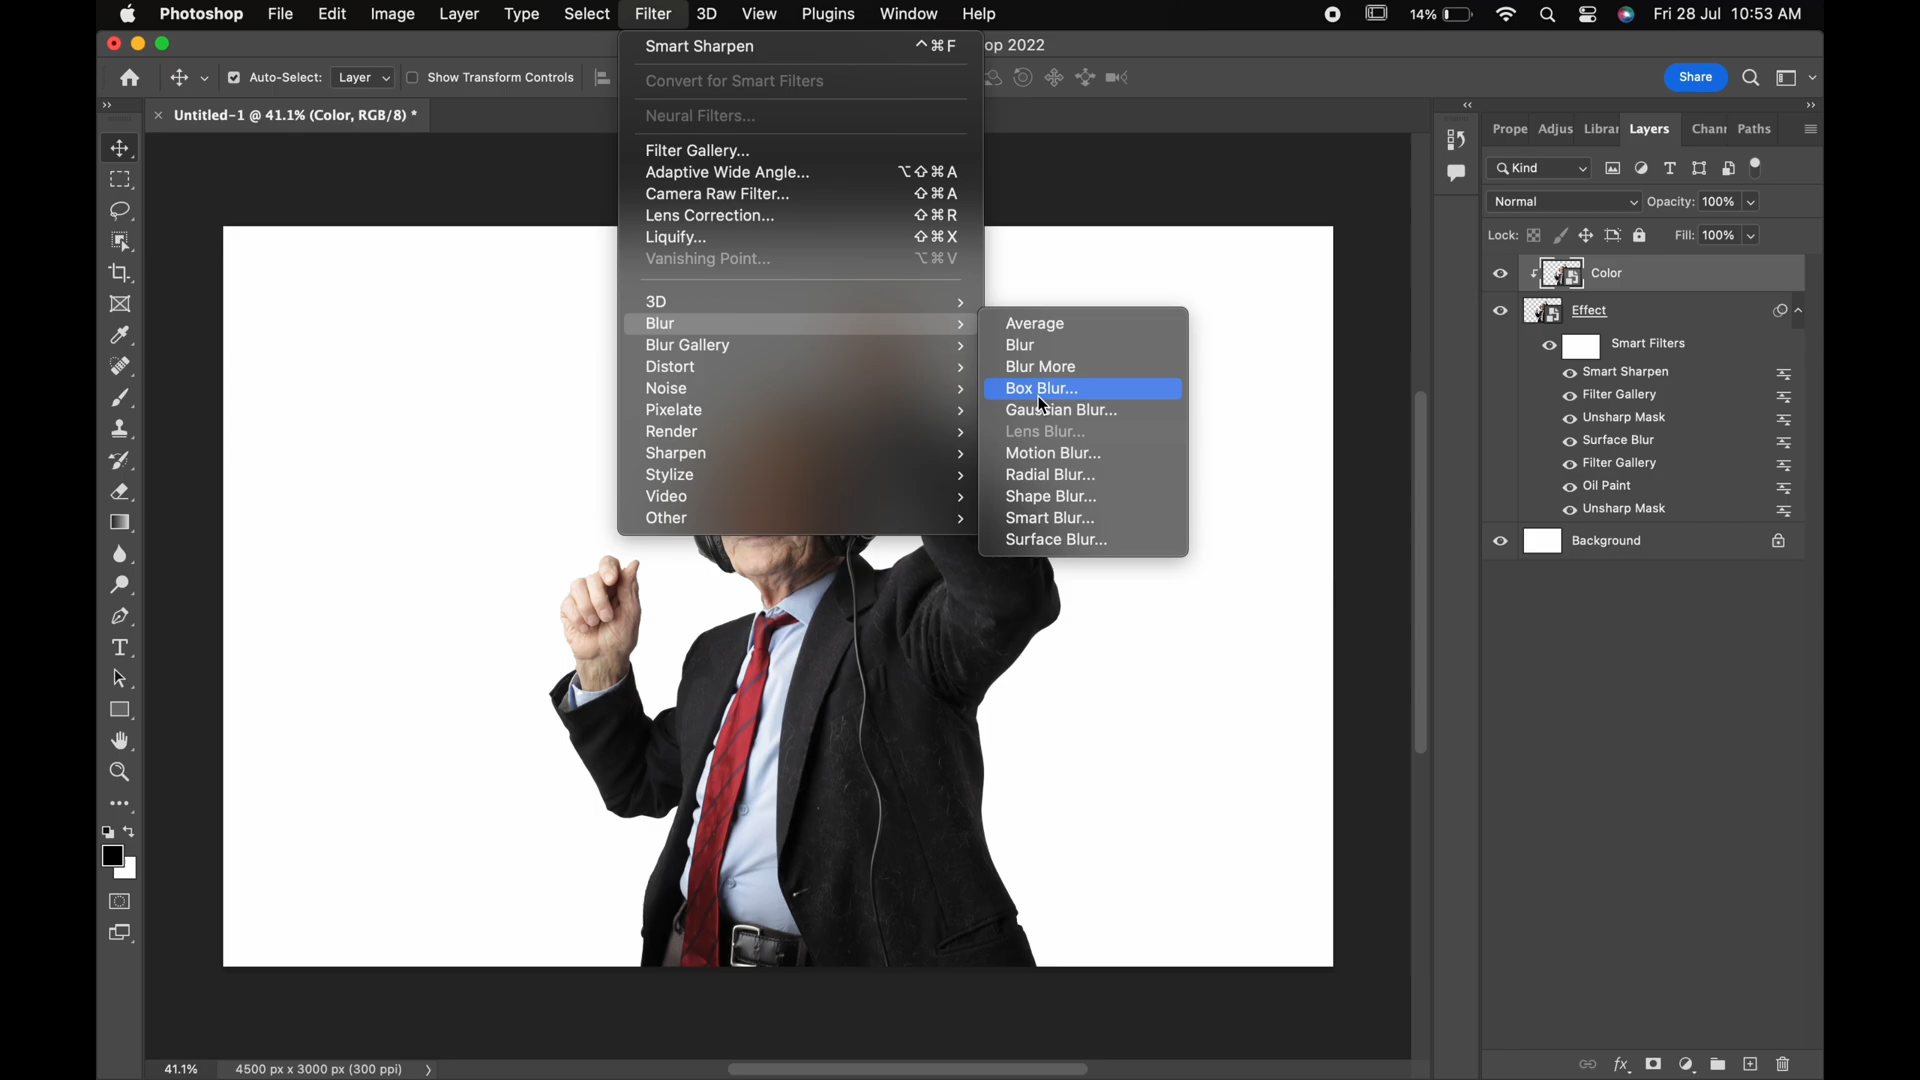 Photoshop File Edit Image Layer Type Select Filter 3D View Plugins Window Help 14% Fri 28 Jul 10:53 AM
op 2022
Auto-Select: Layer Show Transform Controls Share
Untitled-1 @ 41.1% (Color, RGB/8) *
Smart Sharpen ^⌘F
Convert for Smart Filters
Neural Filters...
Filter Gallery...
Adaptive Wide Angle... ⌥⇧⌘A
Camera Raw Filter... ⇧⌘A
Lens Correction... ⇧⌘R
Liquify... ⇧⌘X
Vanishing Point... ⌥⌘V
3D
Blur
Blur Gallery
Distort
Noise
Pixelate
Render
Sharpen
Stylize
Video
Other
Average
Blur
Blur More
Box Blur...
Gaussian Blur...
Lens Blur...
Motion Blur...
Radial Blur...
Shape Blur...
Smart Blur...
Surface Blur...
Prope Adjus Librar Layers Chann Paths
Kind
Normal Opacity: 100%
Lock: Fill: 100%
Color
Effect
Smart Filters
Smart Sharpen
Filter Gallery
Unsharp Mask
Surface Blur
Filter Gallery
Oil Paint
Unsharp Mask
Background
41.1% 4500 px x 3000 px (300 ppi)